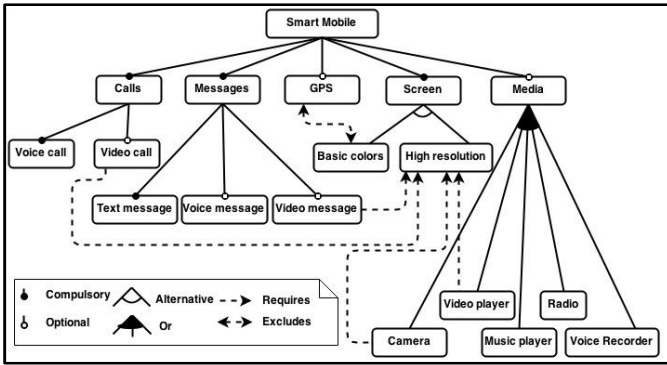 Smart Mobile
Calls
Messages
GPS
Screen
Media
Voice call
Video call
Basic colors
High resolution
Text message
Voice message
Video message
Video player
Radio
Camera
Music player
Voice Recorder
Compulsory
Alternative
Requires
Optional
Or
Excludes